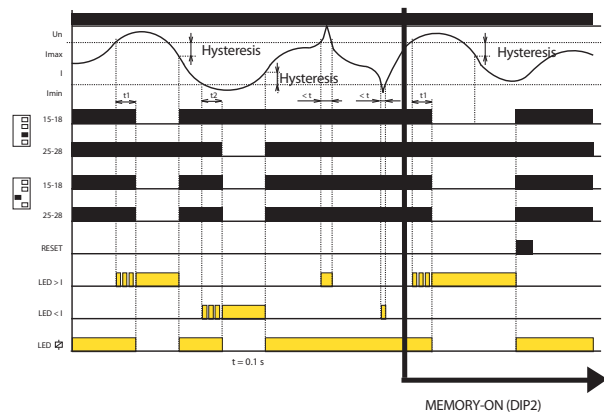 Un
Imax
Hysteresis
Hysteresis
I
Hysteresis
Imin
t1
t2
< t
< t
t1
15-18
25-28
15-18
25-28
RESET
LED > I
LED < I
LED
t = 0.1 s
MEMORY-ON (DIP2)